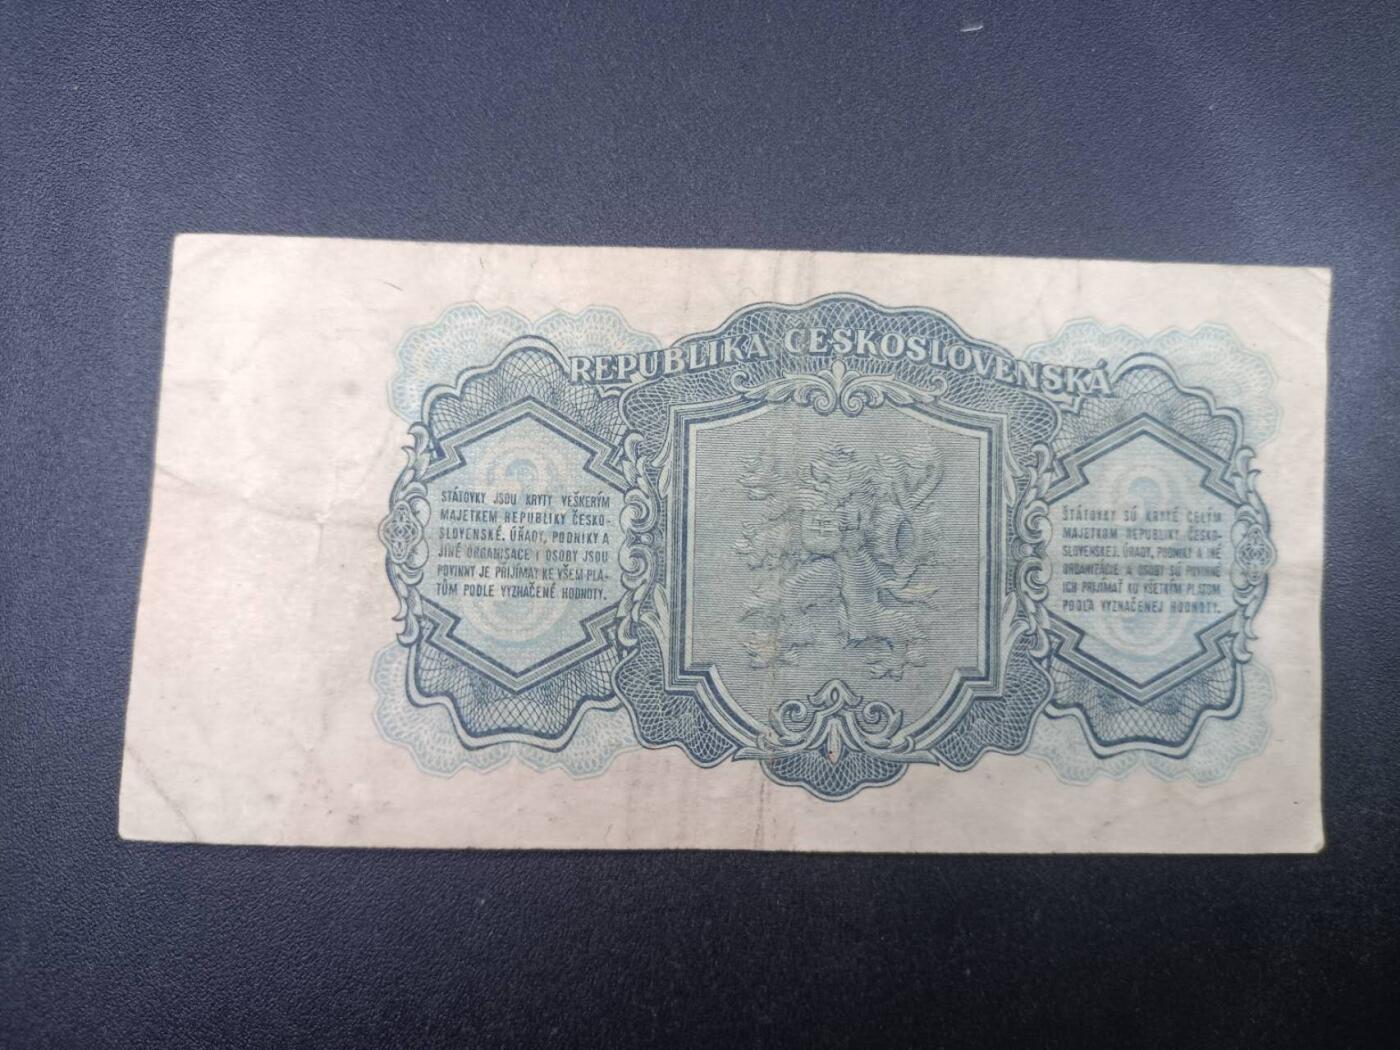 REPUBLIKA ČESKOSLOVENSKÁ
STÁTOVKY JSOU KRYTY VEŠKERÝM
MAJETKEM REPUBLIKY ČESKO-
SLOVENSKÉ. ÚŘADY, PODNIKY A
JINÉ ORGANISACE I OSOBY JSOU
POVINNY JE PŘIJÍMAT KE VŠEM PLA-
TŮM PODLE VYZNAČENÉ HODNOTY.
3
ŠTÁTOVKY SÚ KRYTÉ CELÝM
MAJETKOM REPUBLIKY ČESKO-
SLOVENSKEJ. ÚRADY, PODNIKY A INÉ
ORGANIZÁCIE A OSOBY SÚ POVINNÉ
ICH PRIJÍMAŤ KU VŠETKÝM PLATOM
PODĽA VYZNAČENEJ HODNOTY.
3